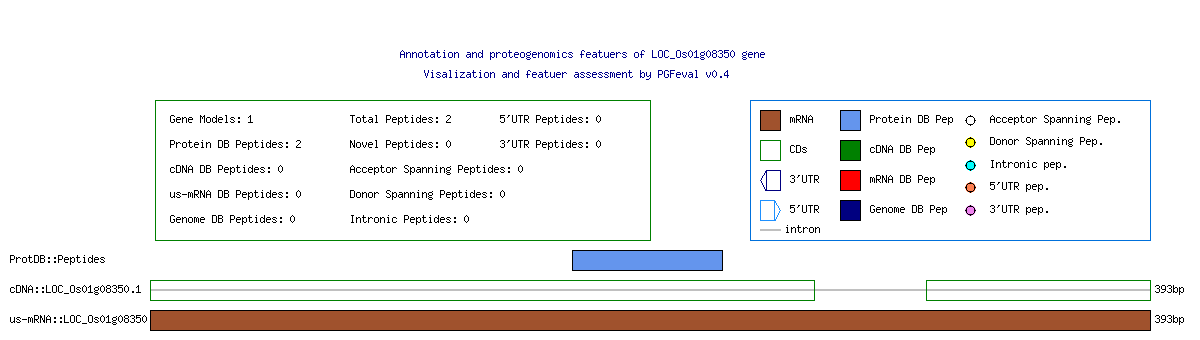 Annotation and proteogenomics featuers of LOC_Os01g08350 gene
Visalization and featuer assessment by PGFeval v0.4
Gene Models: 1 Total Peptides: 2 5'UTR Peptides: 0
Protein DB Peptides: 2 Novel Peptides: 0 3'UTR Peptides: 0
cDNA DB Peptides: 0 Acceptor Spanning Peptides: 0
us-mRNA DB Peptides: 0 Donor Spanning Peptides: 0
Genome DB Peptides: 0 Intronic Peptides: 0
mRNA Protein DB Pep Acceptor Spanning Pep.
CDs cDNA DB Pep Donor Spanning Pep.
3'UTR mRNA DB Pep Intronic pep.
5'UTR Genome DB Pep 5'UTR pep.
intron 3'UTR pep.
ProtDB::Peptides
cDNA::LOC_Os01g08350.1 393bp
us-mRNA::LOC_Os01g08350 393bp